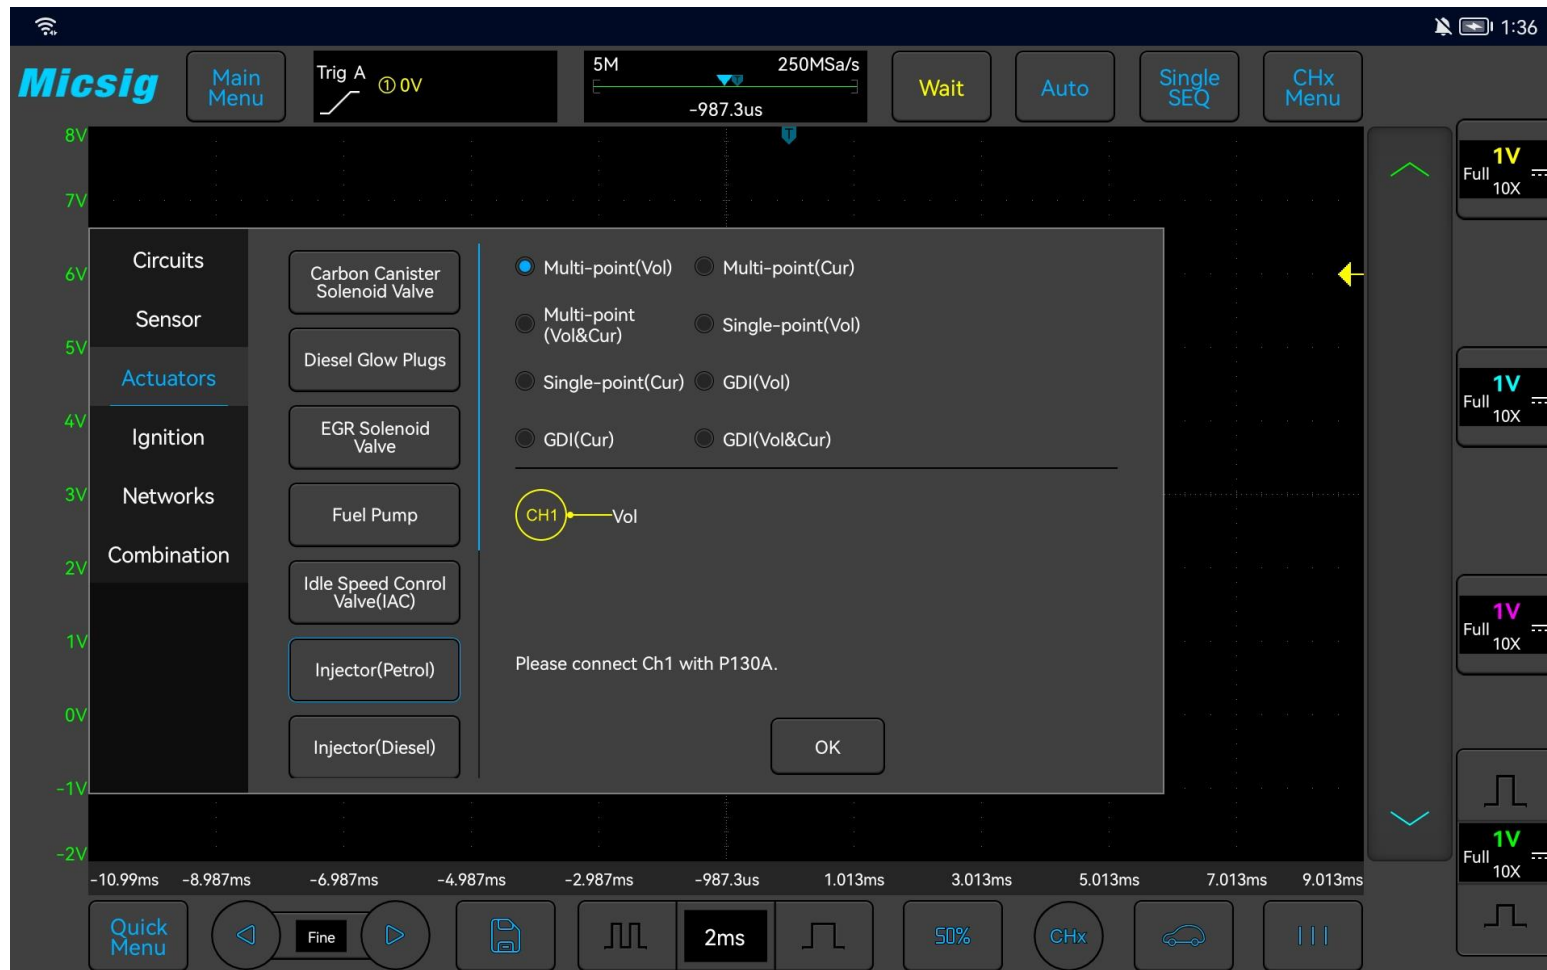 1:36
Micsig
Main
Menu
Trig A
① 0V
5M
250MSa/s
-987.3us
Wait
Auto
Single
SEQ
CHx
Menu
8V
7V
6V
5V
4V
3V
2V
1V
0V
-1V
-2V
T
Circuits
Sensor
Actuators
Ignition
Networks
Combination
Carbon Canister
Solenoid Valve
Diesel Glow Plugs
EGR Solenoid
Valve
Fuel Pump
Idle Speed Conrol
Valve(IAC)
Injector(Petrol)
Injector(Diesel)
Multi-point(Vol)
Multi-point(Cur)
Multi-point
(Vol&Cur)
Single-point(Vol)
Single-point(Cur)
GDI(Vol)
GDI(Cur)
GDI(Vol&Cur)
CH1
Vol
Please connect Ch1 with P130A.
OK
1V
Full
10X
1V
Full
10X
1V
Full
10X
1V
Full
10X
-10.99ms
-8.987ms
-6.987ms
-4.987ms
-2.987ms
-987.3us
1.013ms
3.013ms
5.013ms
7.013ms
9.013ms
Quick
Menu
Fine
2ms
50%
CHx